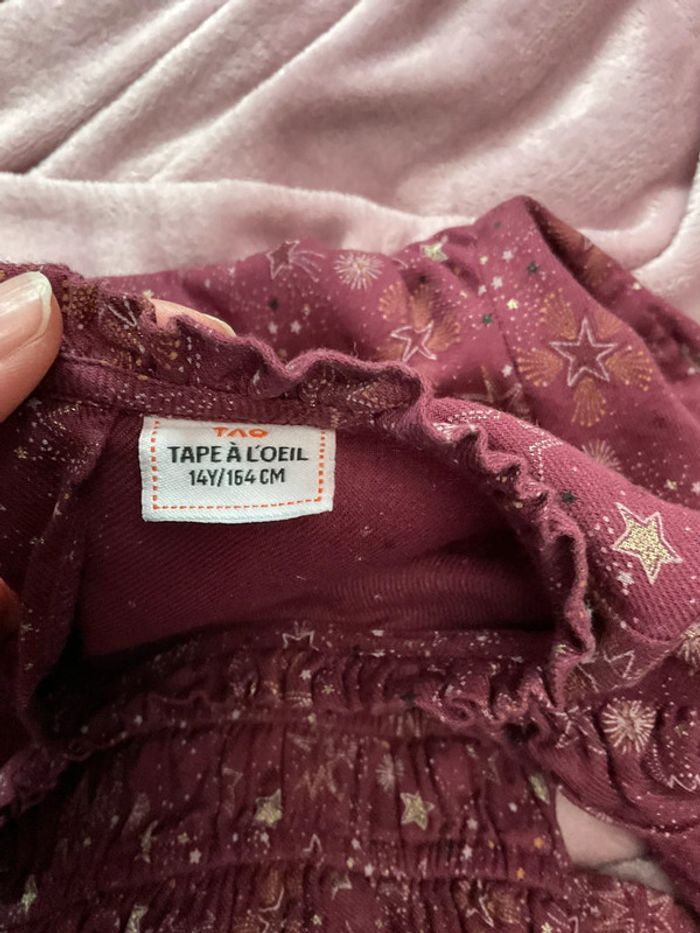 TAO
TAPE À L'OEIL
14Y/164 CM